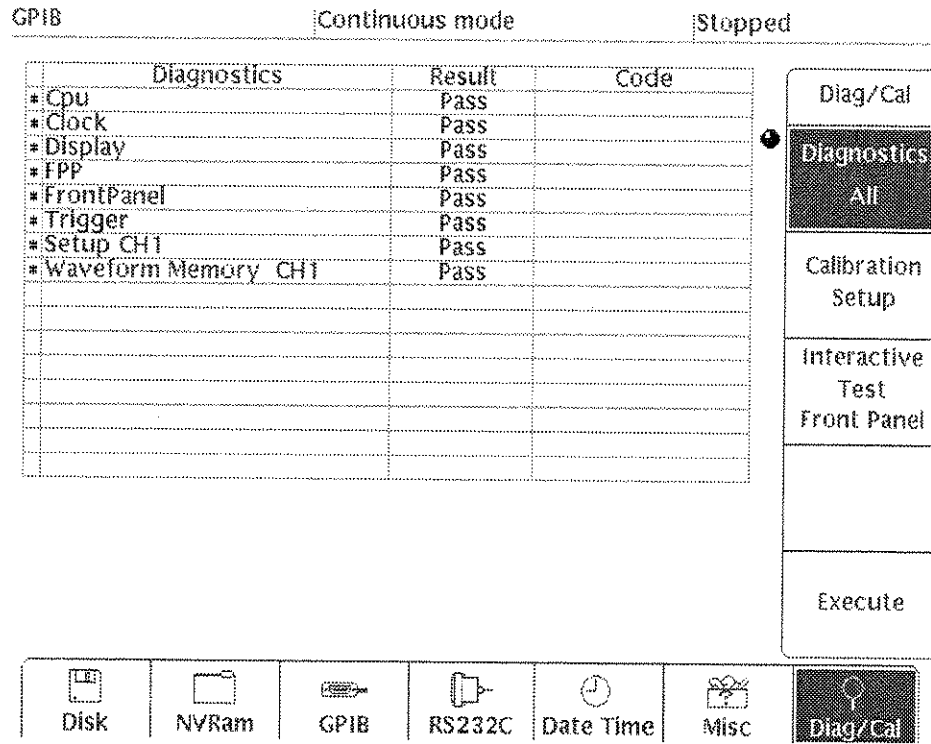 GPIB Continuous mode Stopped
Diagnostics Result Code
* Cpu Pass
* Clock Pass
* Display Pass
* FPP Pass
* FrontPanel Pass
* Trigger Pass
* Setup CH1 Pass
* Waveform Memory CH1 Pass
Diag/Cal
Diagnostics
All
Calibration
Setup
Interactive
Test
Front Panel
Execute
Disk NVRam GPIB RS232C Date Time Misc Diag/Cal